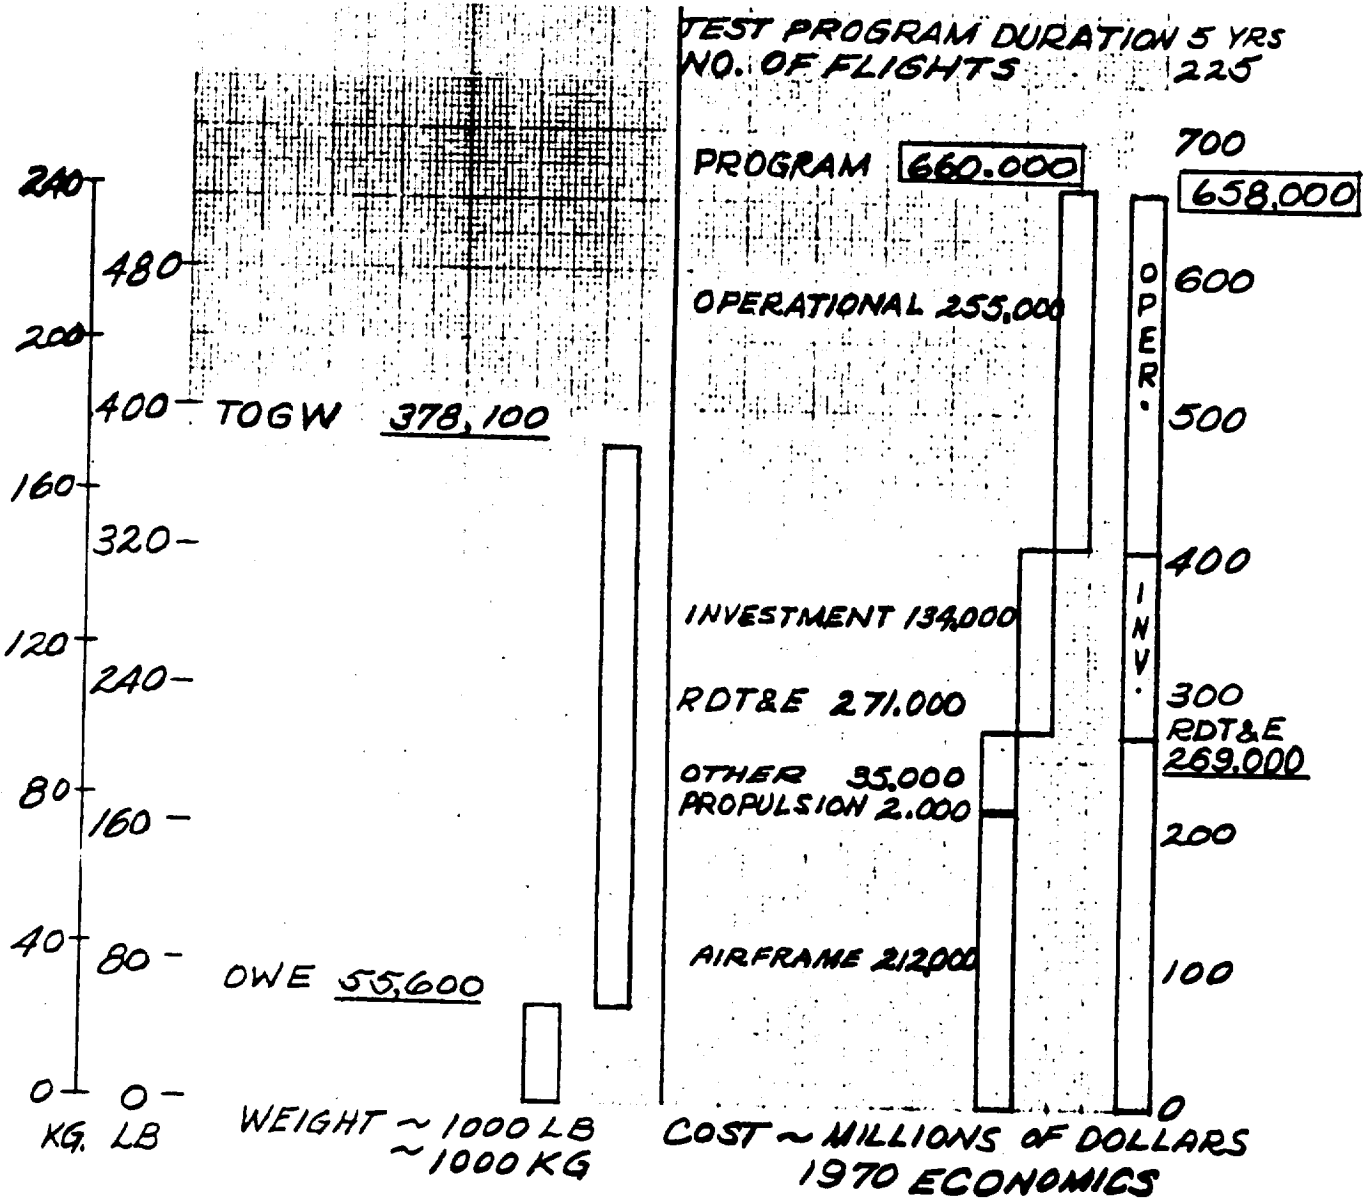 TEST PROGRAM DURATION 5 YRS
NO. OF FLIGHTS 225
PROGRAM 660.000
700
658,000
240
480
200
400
160
320
120
240
80
160
40
80
0
0
KG. LB
TOGW 378,100
OWE 55,600
WEIGHT ~ 1000 LB
~ 1000 KG
OPERATIONAL 255,000
INVESTMENT 134,000
RDT&E 271.000
OTHER 35.000
PROPULSION 2.000
AIRFRAME 212,000
OPER.
INV.
600
500
400
300
RDT&E
269.000
200
100
0
COST ~ MILLIONS OF DOLLARS
1970 ECONOMICS